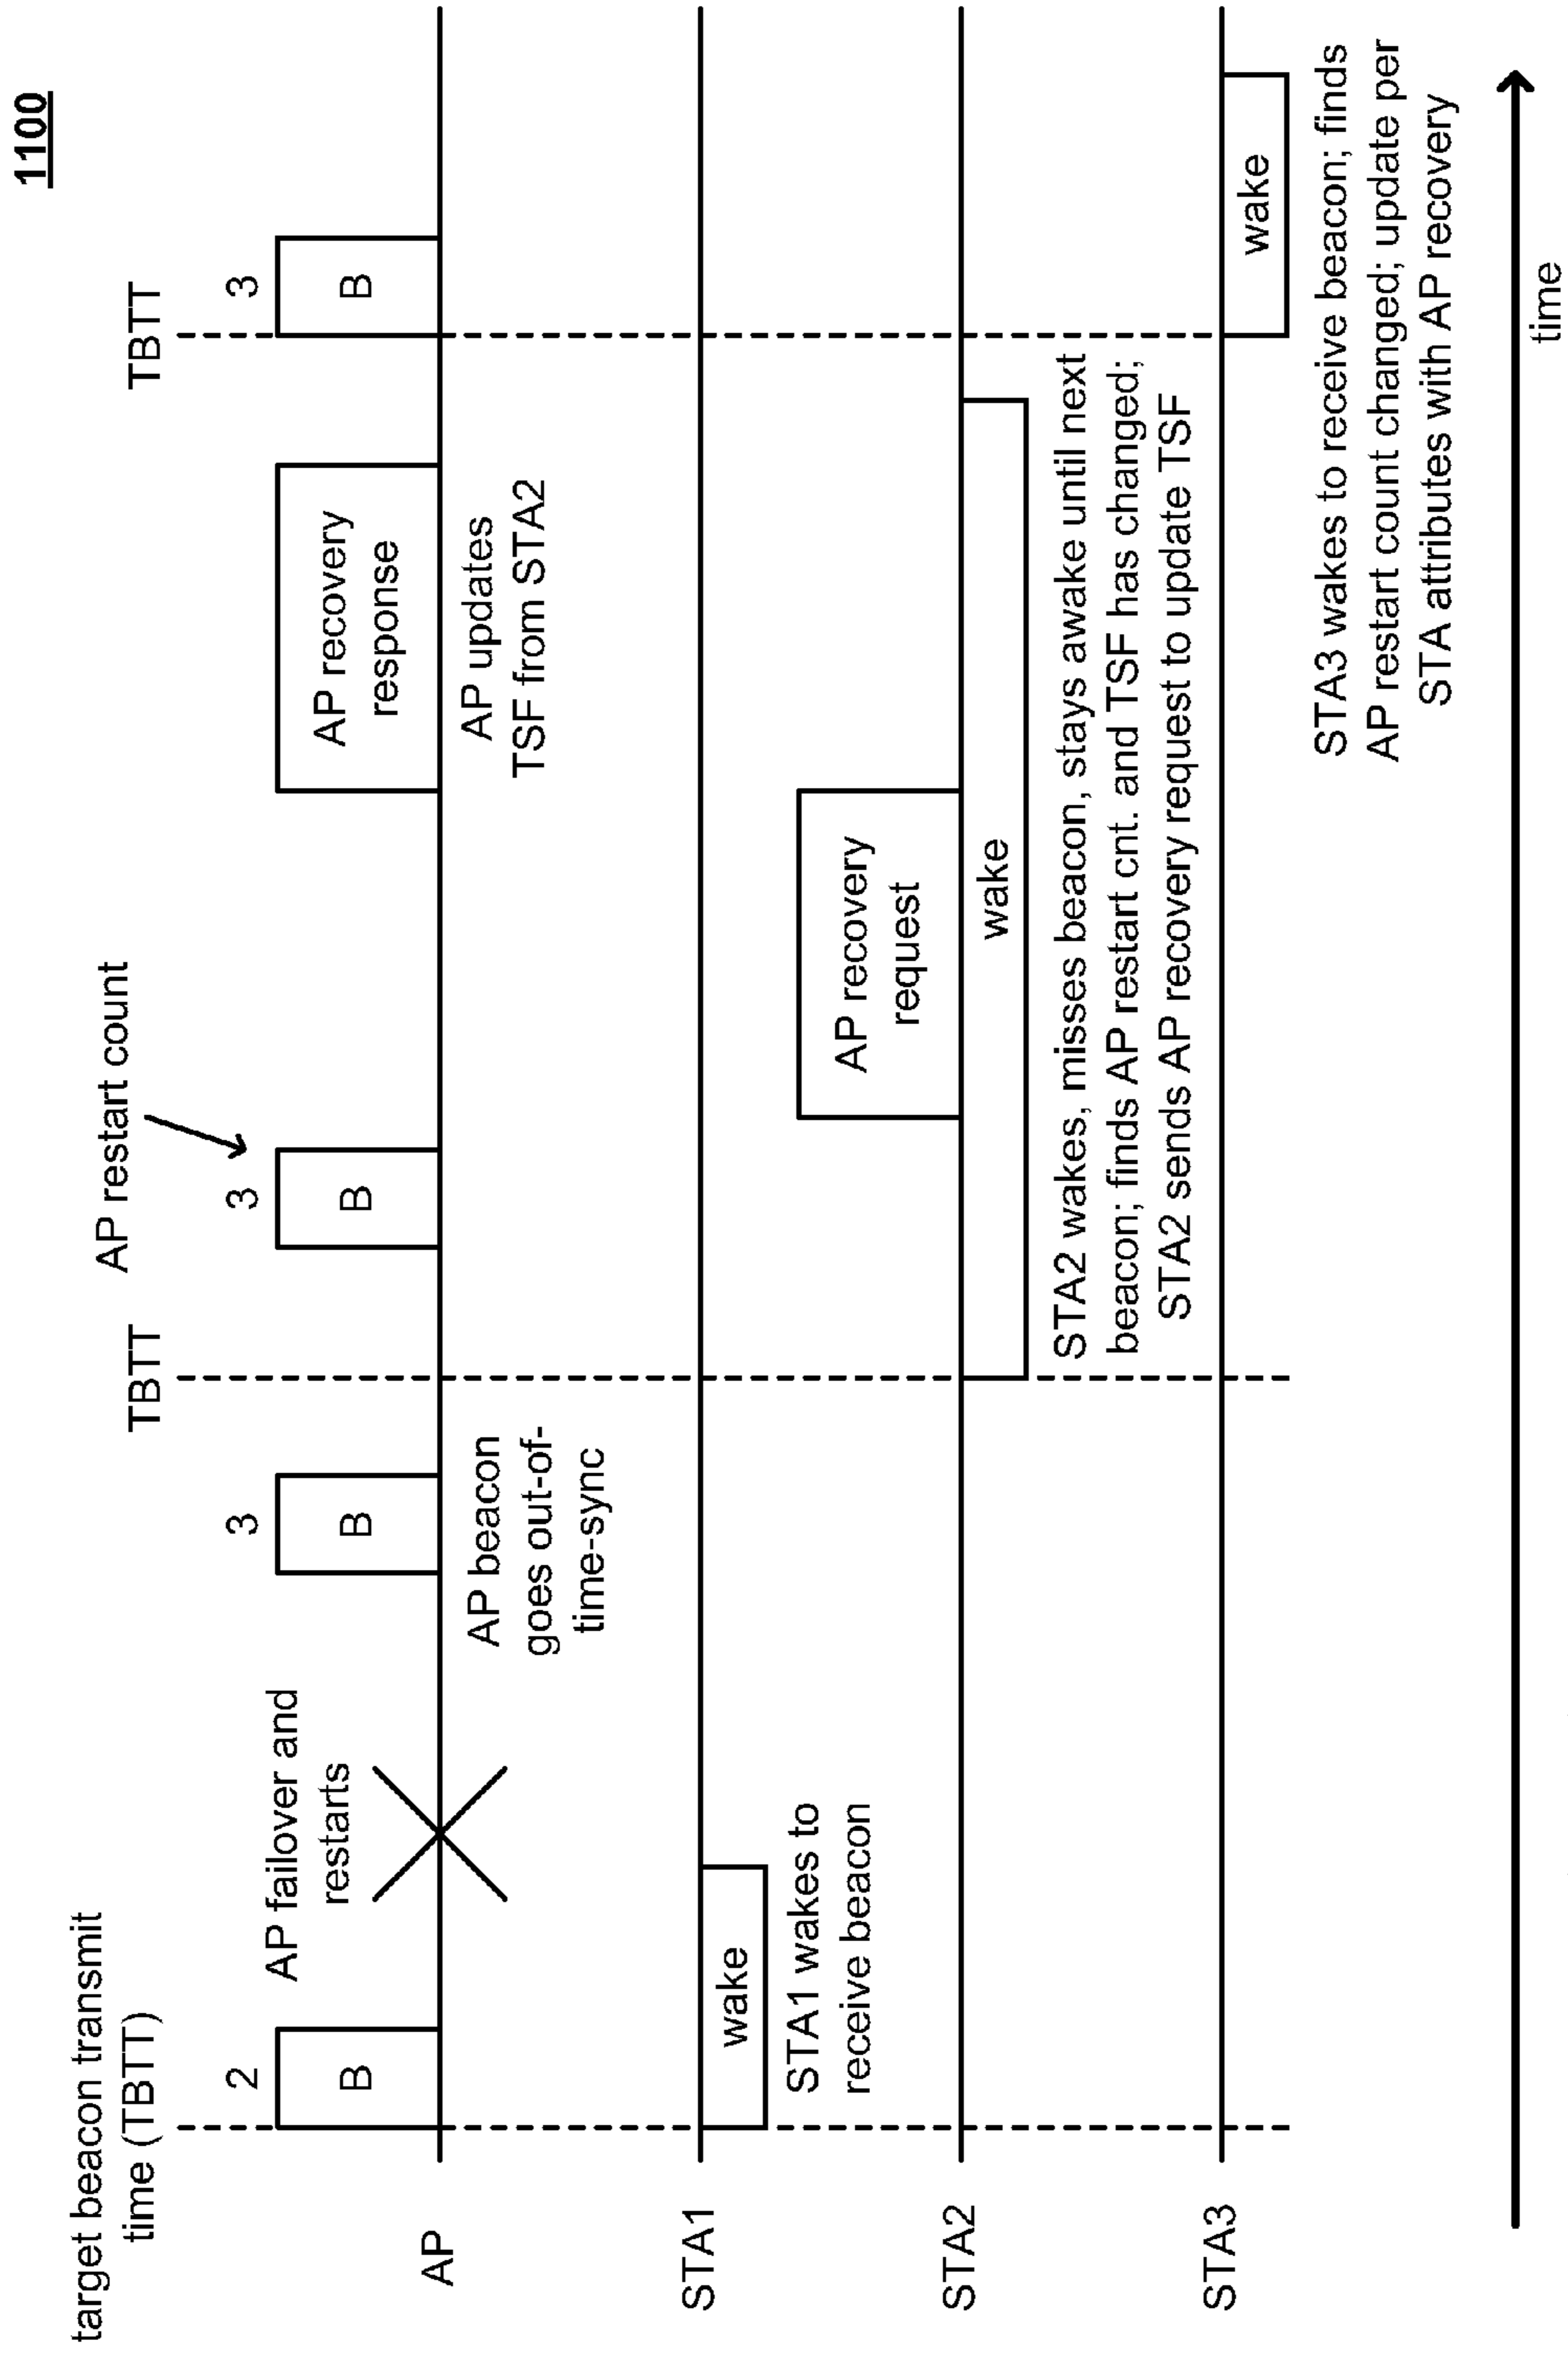 1100
target beacon transmit
time (TBTT)
TBTT
TBTT
AP restart count
2
3
3
3
B
B
B
B
AP failover and
restarts
AP recovery
response
AP
AP beacon
goes out-of-
time-sync
AP updates
TSF from STA2
STA1
wake
STA1 wakes to
receive beacon
AP recovery
request
STA2
wake
STA2 wakes, misses beacon, stays awake until next
beacon; finds AP restart cnt. and TSF has changed;
STA2 sends AP recovery request to update TSF
STA3
wake
STA3 wakes to receive beacon; finds
AP restart count changed; update per
STA attributes with AP recovery
time